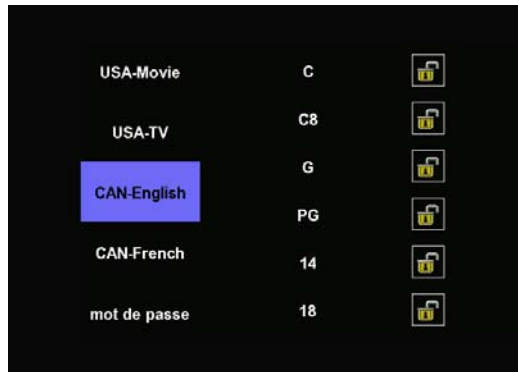 USA-Movie
USA-TV
CAN-English
CAN-French
mot de passe
C
C8
G
PG
14
18